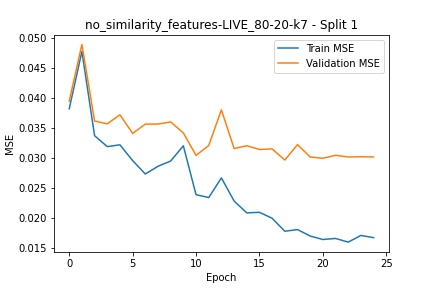 no_similarity_features-LIVE_80-20-k7 - Split 1
Train MSE
Validation MSE
MSE
0.050
0.045
0.040
0.035
0.030
0.025
0.020
0.015
0 5 10 15 20 25
Epoch